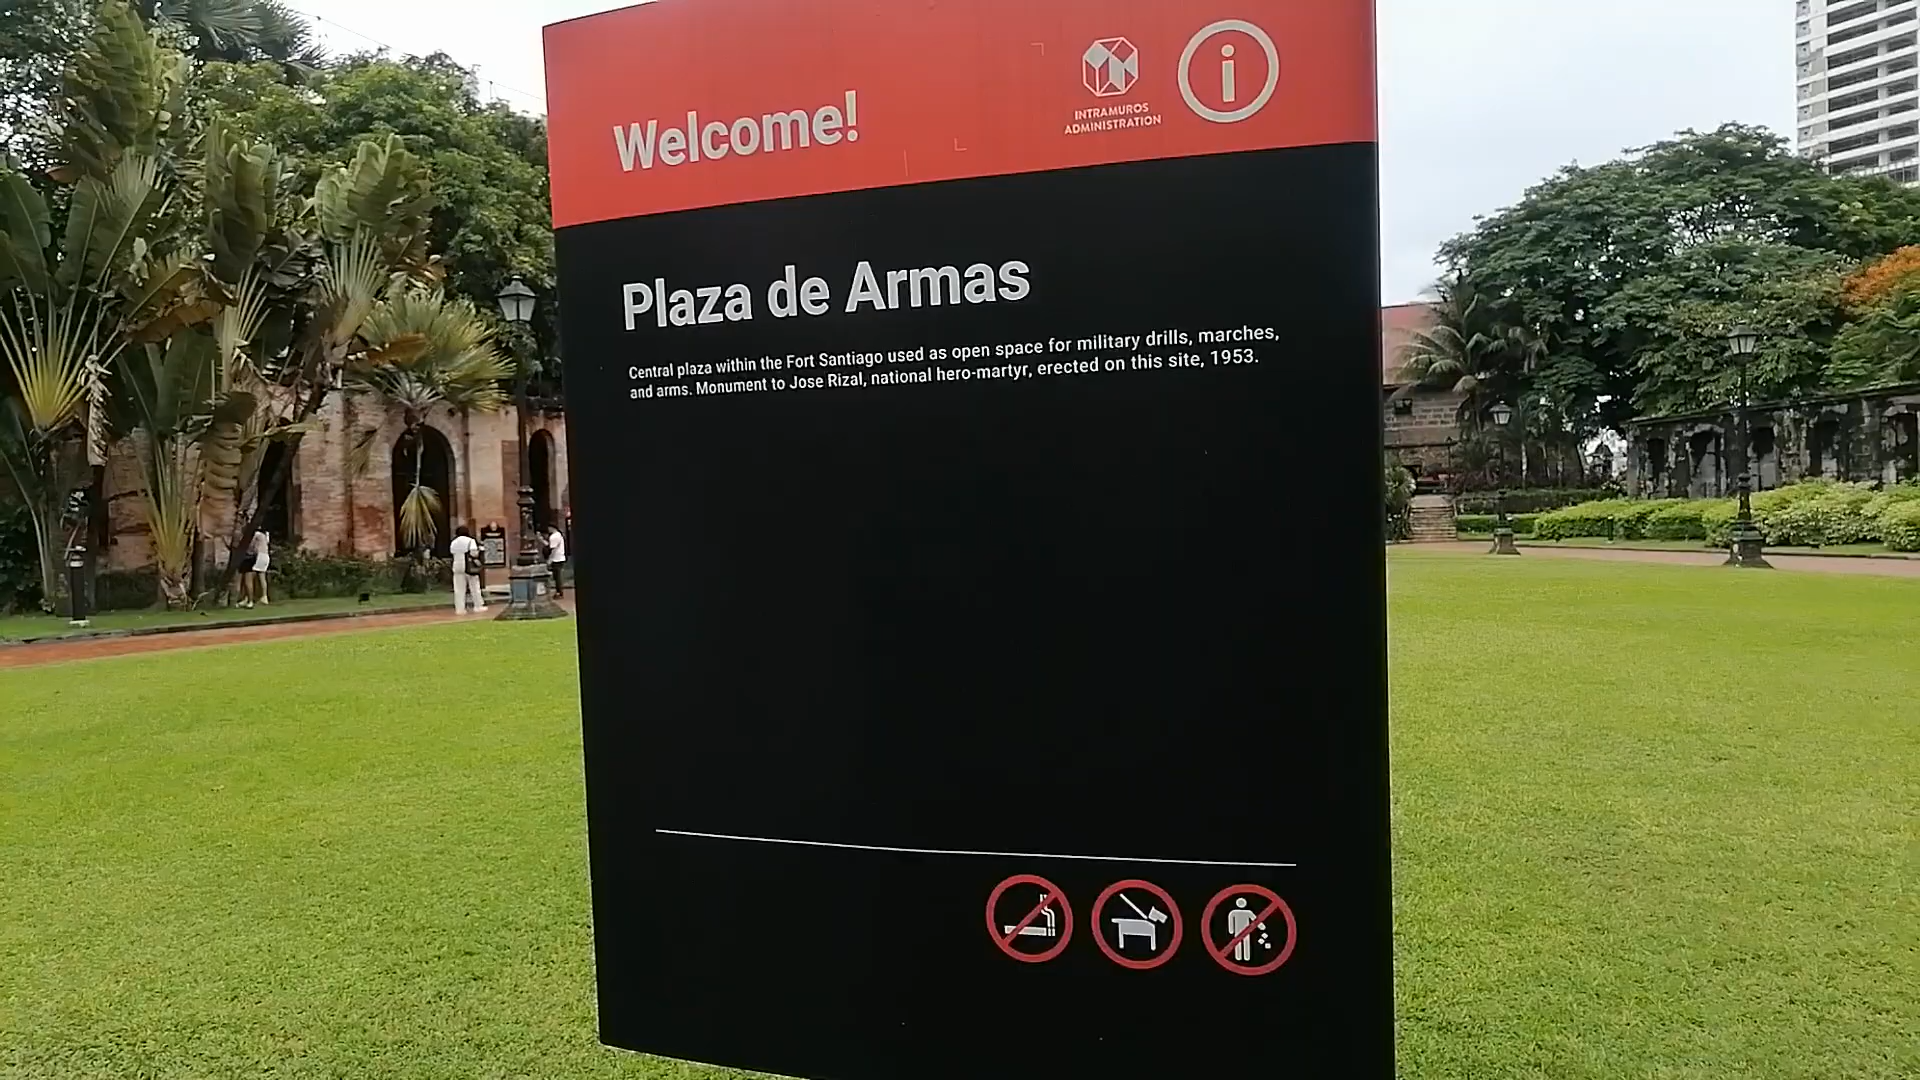 Welcome!
INTRAMUROS
ADMINISTRATION
i
Plaza de Armas
Central plaza within the Fort Santiago used as open space for military drills, marches,
and arms. Monument to Jose Rizal, national hero-martyr, erected on this site, 1953.